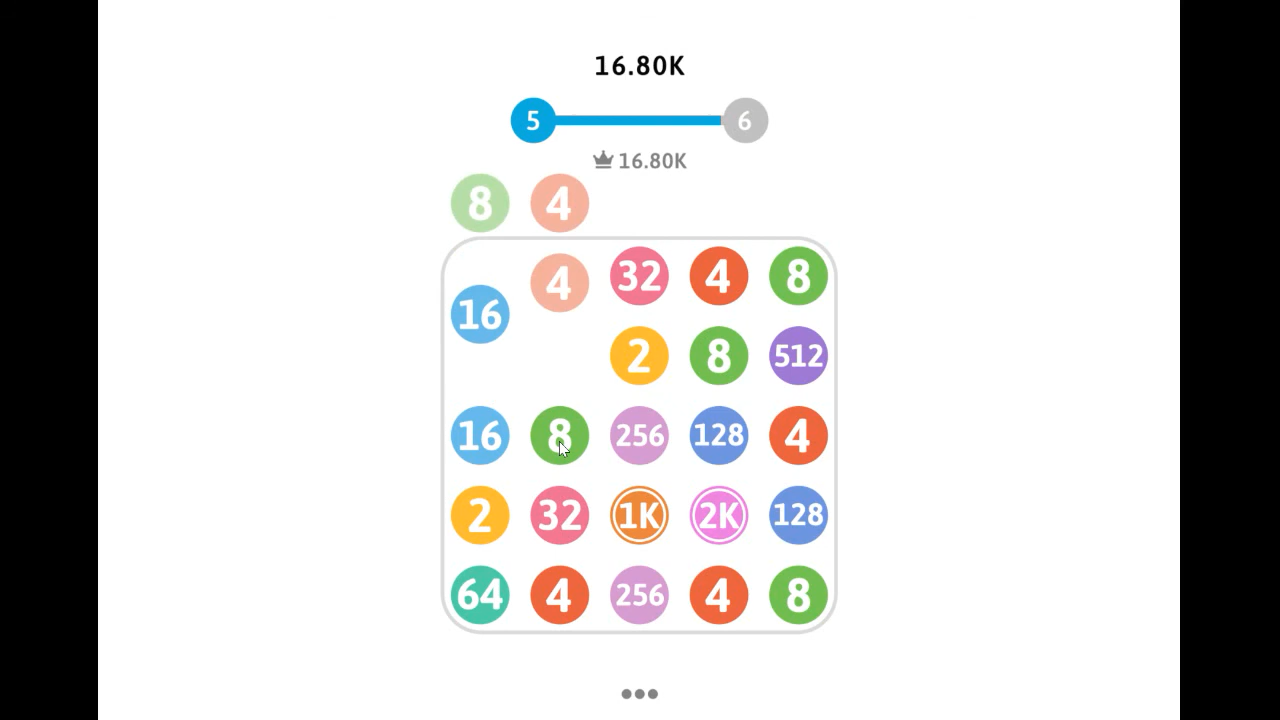 16.80K
5 6
16.80K
8 4
16 4 32 4 8
2 8 512
16 8 256 128 4
2 32 1K 2K 128
64 4 256 4 8